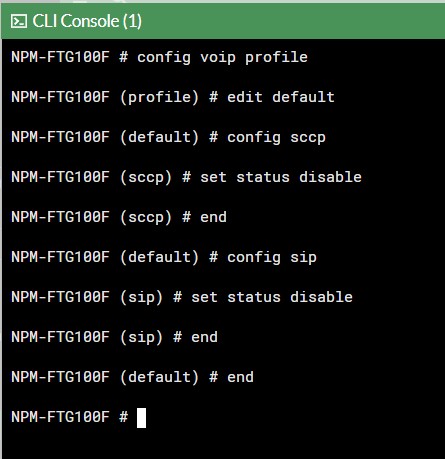 CLI Console (1)
NPM-FTG100F # config voip profile
NPM-FTG100F (profile) # edit default
NPM-FTG100F (default) # config sccp
NPM-FTG100F (sccp) # set status disable
NPM-FTG100F (sccp) # end
NPM-FTG100F (default) # config sip
NPM-FTG100F (sip) # set status disable
NPM-FTG100F (sip) # end
NPM-FTG100F (default) # end
NPM-FTG100F #